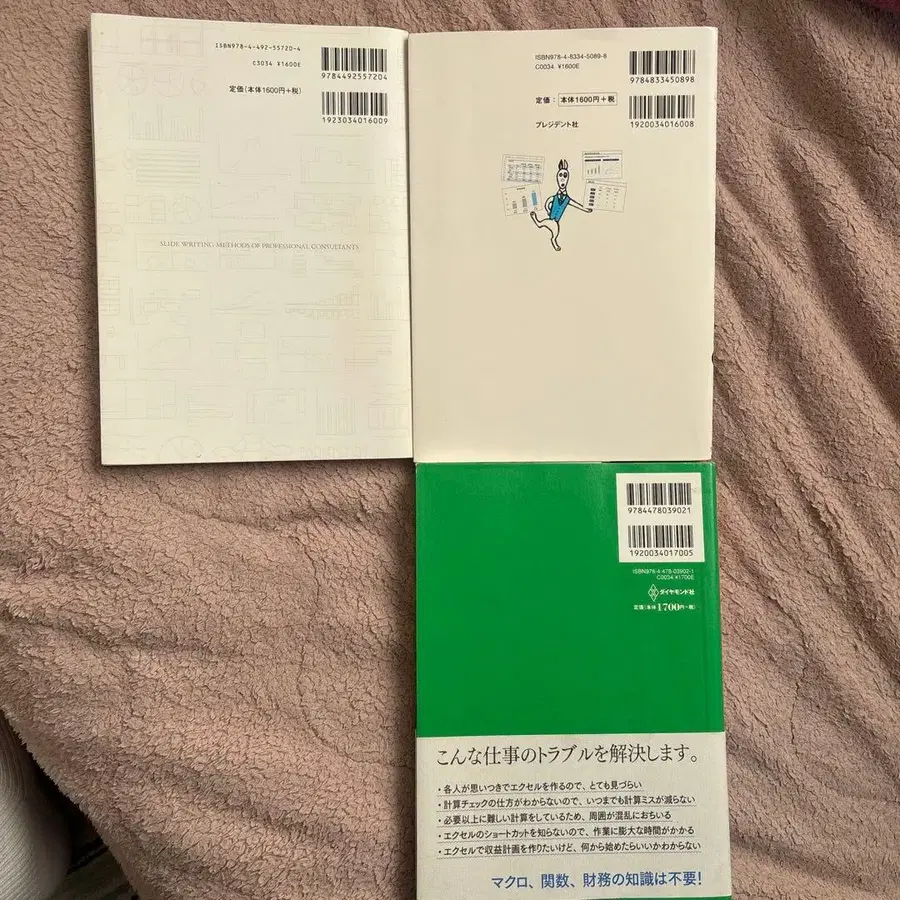 ISBN978-4-492-55720-4
C3034 ¥1600E
定価(本体1600円+税)
9784492557204
1923034016009
SLIDE WRITING METHODS OF PROFESSIONAL CONSULTANTS
ISBN978-4-8334-5089-8
C0034 ¥1600E
定価: 本体1600円+税
プレジデント社
9784833450898
1920034016008
9784478039021
1920034017005
ISBN978-4-478-03902-1
C0034 ¥1700E
ダイヤモンド社
定価(本体1700円+税)
こんな仕事のトラブルを解決します。
・各人が思いつきでエクセルを作るので、とても見づらい
・計算チェックの仕方がわからないので、いつまでも計算ミスが減らない
・必要以上に難しい計算をしているため、周囲が混乱におちいる
・エクセルのショートカットを知らないので、作業に膨大な時間がかかる
・エクセルで収益計画を作りたいけど、何から始めたらいいかわからない
マクロ、関数、財務の知識は不要!